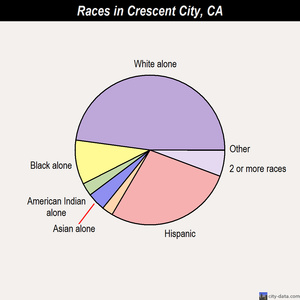 Races in Crescent City, CA
White alone
Other
2 or more races
Black alone
American Indian
alone
Asian alone
Hispanic
city-data.com